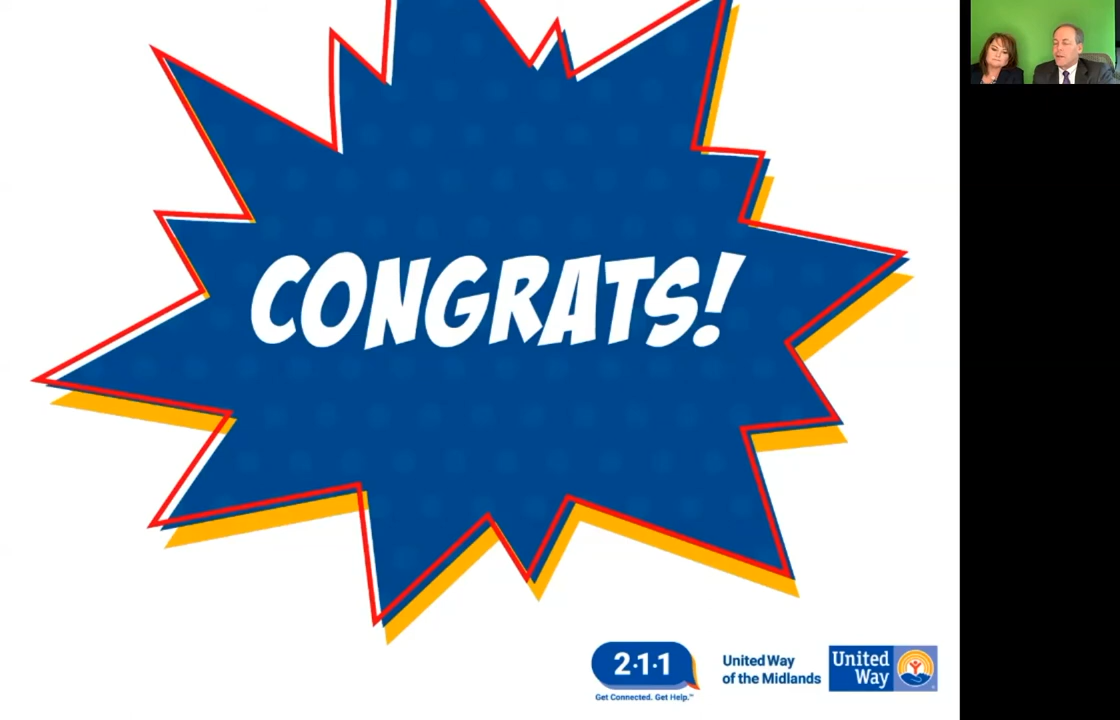 CONGRATS!
2·1·1
Get Connected. Get Help.™
United Way
of the Midlands
United
Way